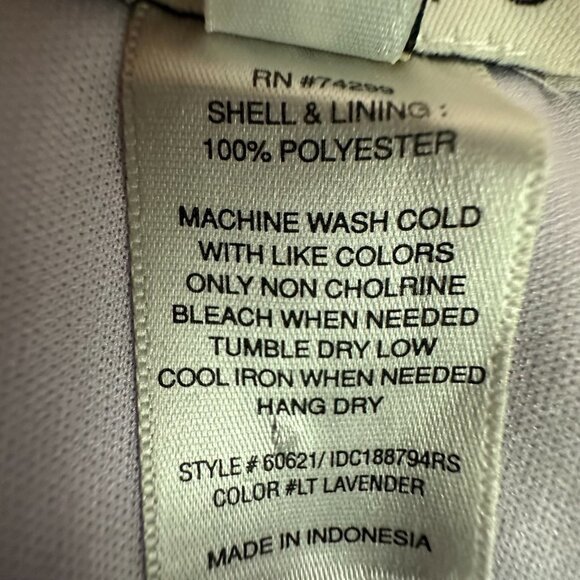 RN #74299
SHELL & LINING :
100% POLYESTER
MACHINE WASH COLD
WITH LIKE COLORS
ONLY NON CHOLRINE
BLEACH WHEN NEEDED
TUMBLE DRY LOW
COOL IRON WHEN NEEDED
HANG DRY
STYLE # 60621/ IDC188794RS
COLOR #LT LAVENDER
MADE IN INDONESIA